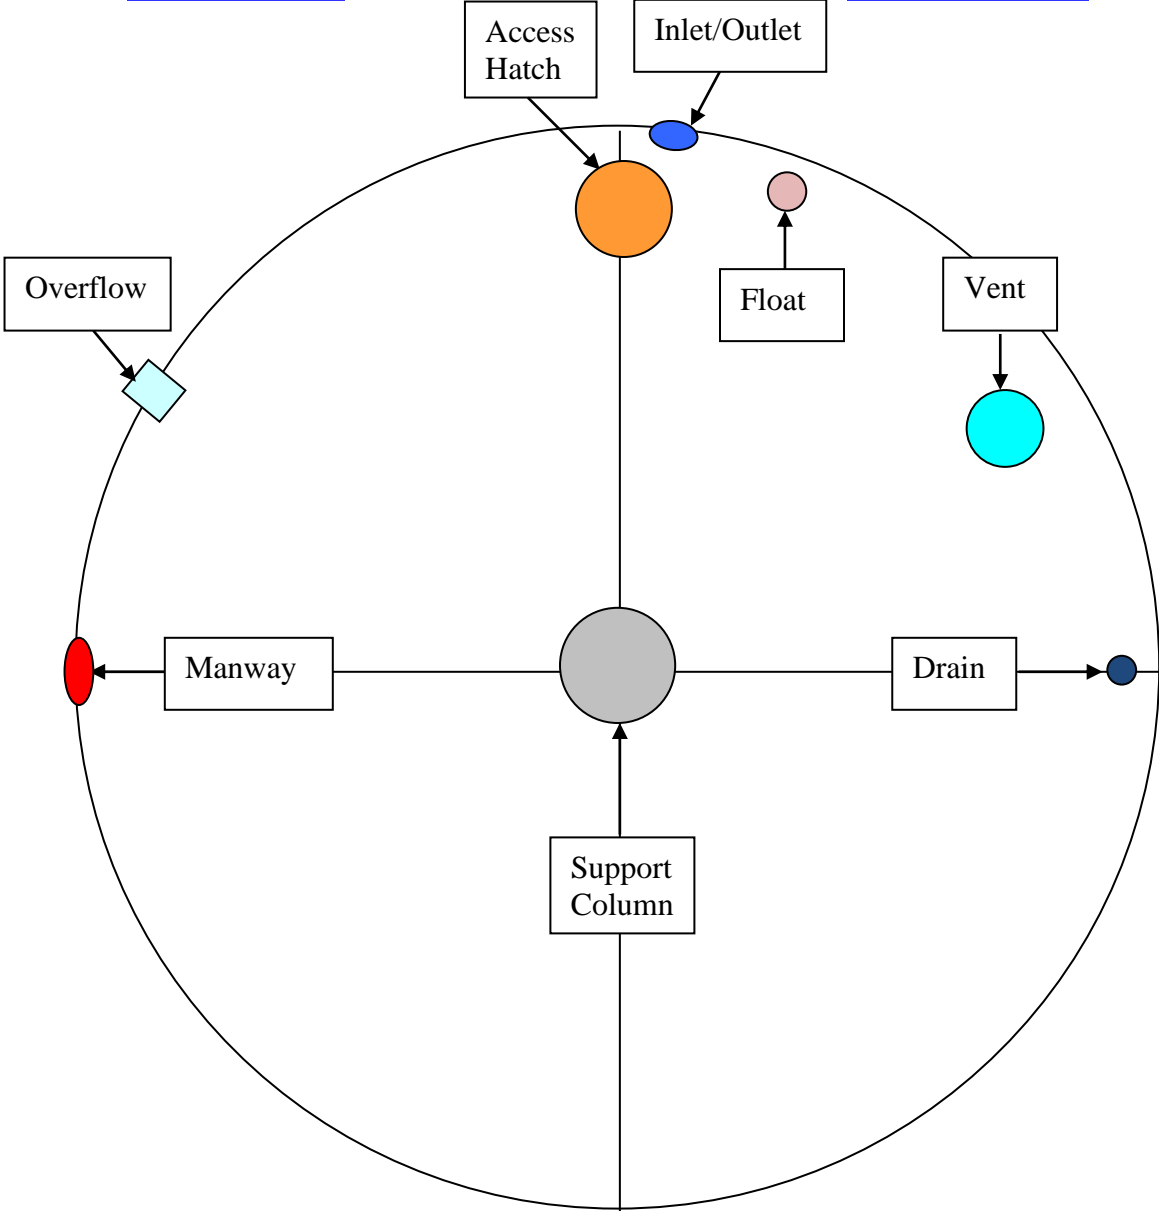 Access
Hatch
Inlet/Outlet
Overflow
Float
Vent
Manway
Drain
Support
Column